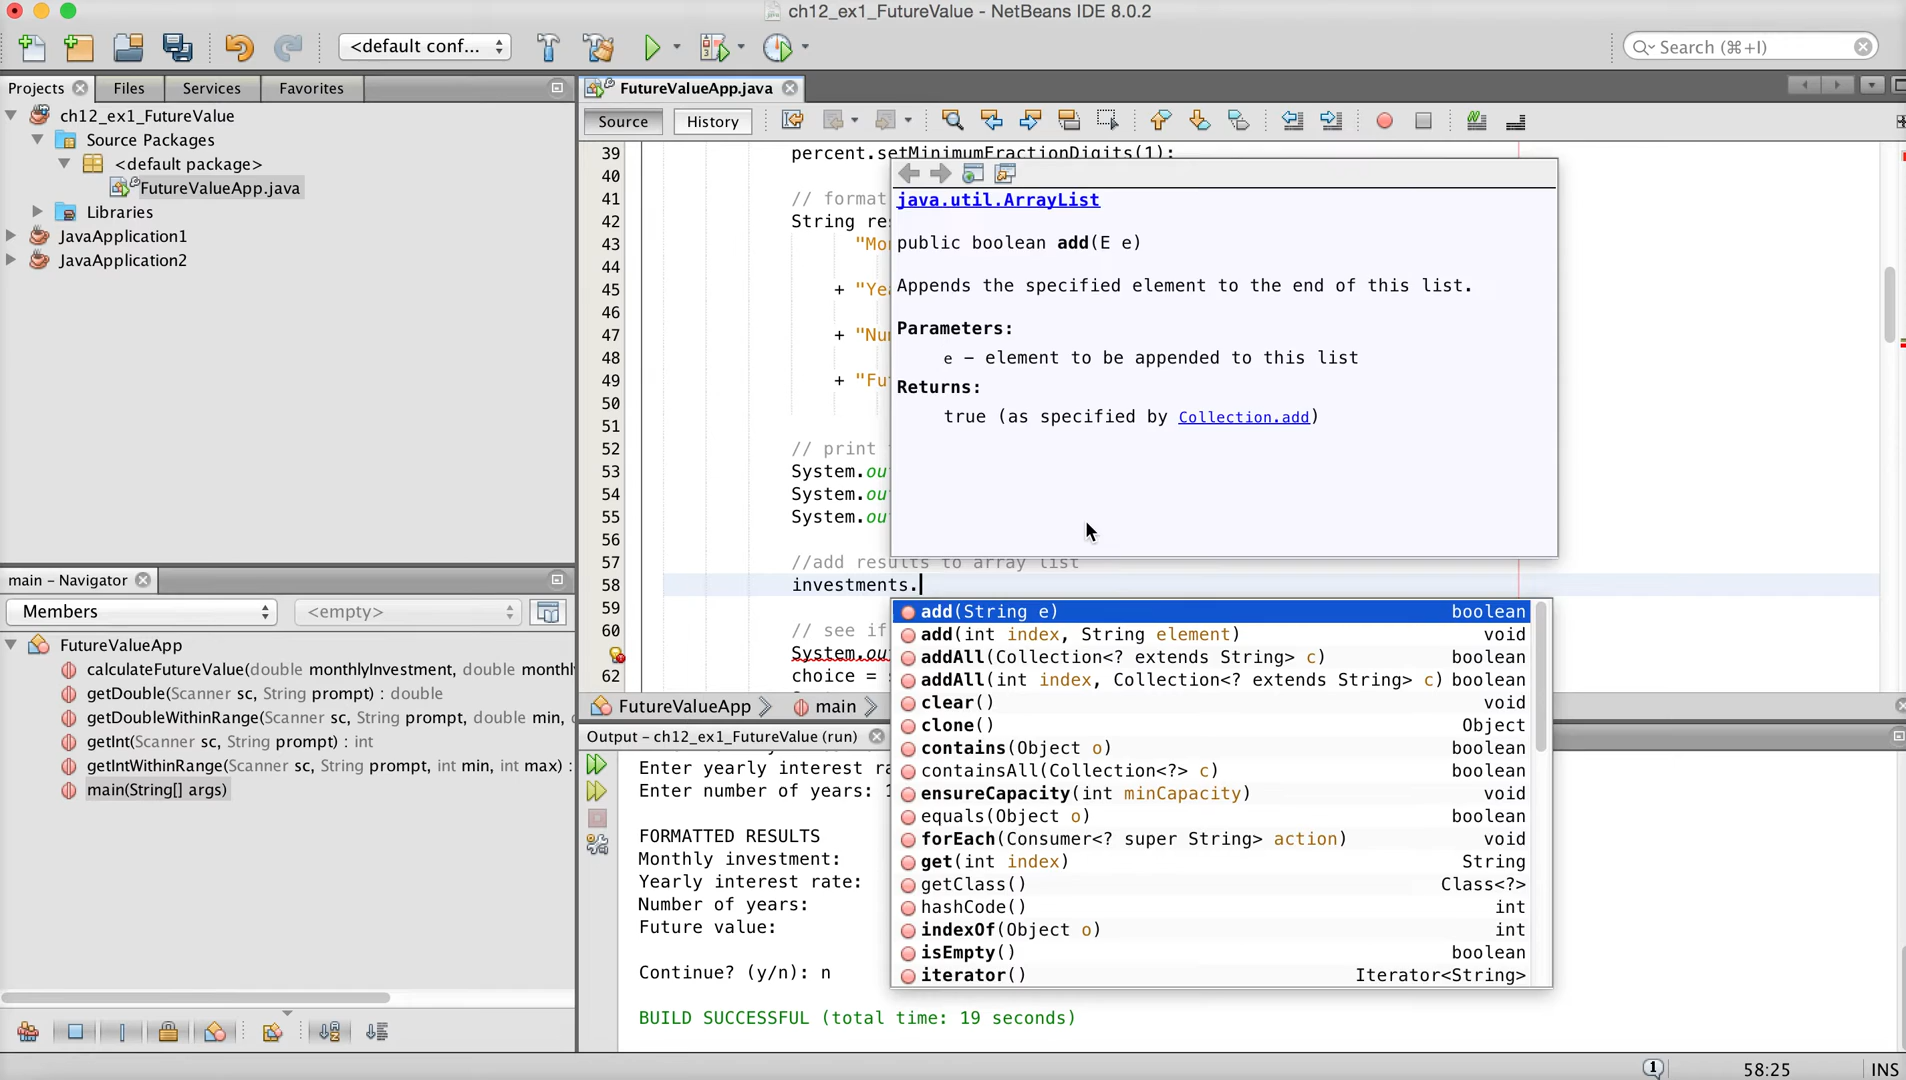 ch12_ex1_FutureValue - NetBeans IDE 8.0.2
<default conf...
Search (⌘+I)
Projects
Files
Services
Favorites
ch12_ex1_FutureValue
Source Packages
<default package>
FutureValueApp.java
Libraries
JavaApplication1
JavaApplication2
FutureValueApp.java
Source
History
39 percent.setMinimumFractionDigits(1);
40
41 // format
42 String res
43 "Mon
44
45 + "Yea
46
47 + "Num
48
49 + "Fut
50
51
52 // print
53 System.ou
54 System.ou
55 System.ou
56
57 //add results to array list
58 investments.
59
60 // see if
System.ou
62 choice =
java.util.ArrayList
public boolean add(E e)
Appends the specified element to the end of this list.
Parameters:
e – element to be appended to this list
Returns:
true (as specified by Collection.add)
add(String e) boolean
add(int index, String element) void
addAll(Collection<? extends String> c) boolean
addAll(int index, Collection<? extends String> c) boolean
clear() void
clone() Object
contains(Object o) boolean
containsAll(Collection<?> c) boolean
ensureCapacity(int minCapacity) void
equals(Object o) boolean
forEach(Consumer<? super String> action) void
get(int index) String
getClass() Class<?>
hashCode() int
indexOf(Object o) int
isEmpty() boolean
iterator() Iterator<String>
main – Navigator
Members
<empty>
FutureValueApp
calculateFutureValue(double monthlyInvestment, double monthl
getDouble(Scanner sc, String prompt) : double
getDoubleWithinRange(Scanner sc, String prompt, double min,
getInt(Scanner sc, String prompt) : int
getIntWithinRange(Scanner sc, String prompt, int min, int max) :
main(String[] args)
FutureValueApp
main
Output – ch12_ex1_FutureValue (run)
Enter yearly interest ra
Enter number of years: 1
FORMATTED RESULTS
Monthly investment:
Yearly interest rate:
Number of years:
Future value:
Continue? (y/n): n
BUILD SUCCESSFUL (total time: 19 seconds)
1
58:25
INS